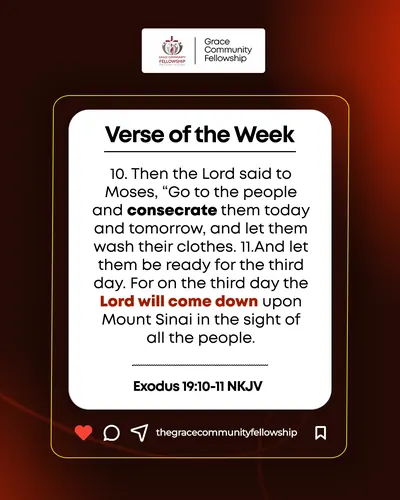 GRACE COMMUNITY
FELLOWSHIP
Grace
Community
Fellowship
Verse of the Week
10. Then the Lord said to
Moses, “Go to the people
and consecrate them today
and tomorrow, and let them
wash their clothes. 11.And let
them be ready for the third
day. For on the third day the
Lord will come down upon
Mount Sinai in the sight of
all the people.
Exodus 19:10-11 NKJV
thegracecommunityfellowship